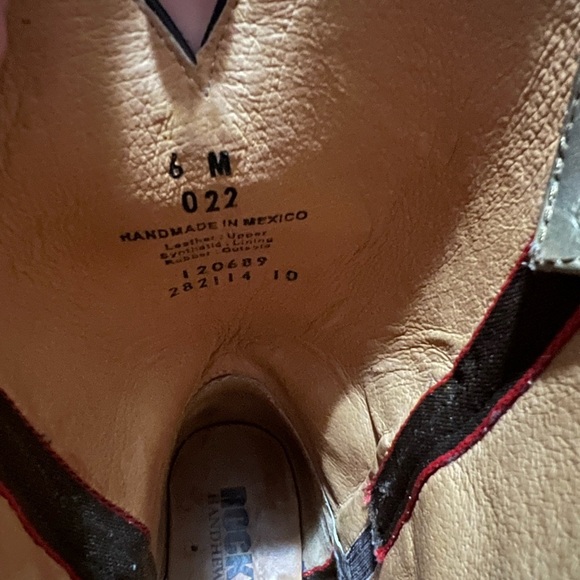 6 M
022
HANDMADE IN MEXICO
Leather : Upper
Synthetic : Lining
Rubber : Outsole
120689
282114 10